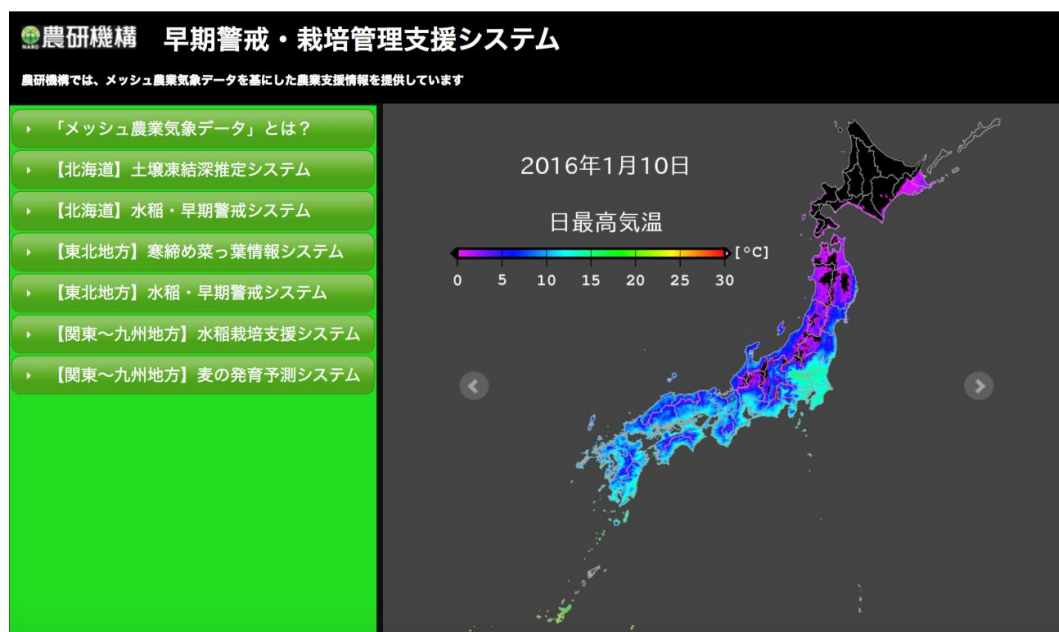 NARO 農研機構 早期警戒・栽培管理支援システム
農研機構では、メッシュ農業気象データを基にした農業支援情報を提供しています
「メッシュ農業気象データ」とは？
【北海道】土壌凍結深推定システム
【北海道】水稲・早期警戒システム
【東北地方】寒締め菜っ葉情報システム
【東北地方】水稲・早期警戒システム
【関東～九州地方】水稲栽培支援システム
【関東～九州地方】麦の発育予測システム
2016年1月10日
日最高気温
[°C]
0 5 10 15 20 25 30